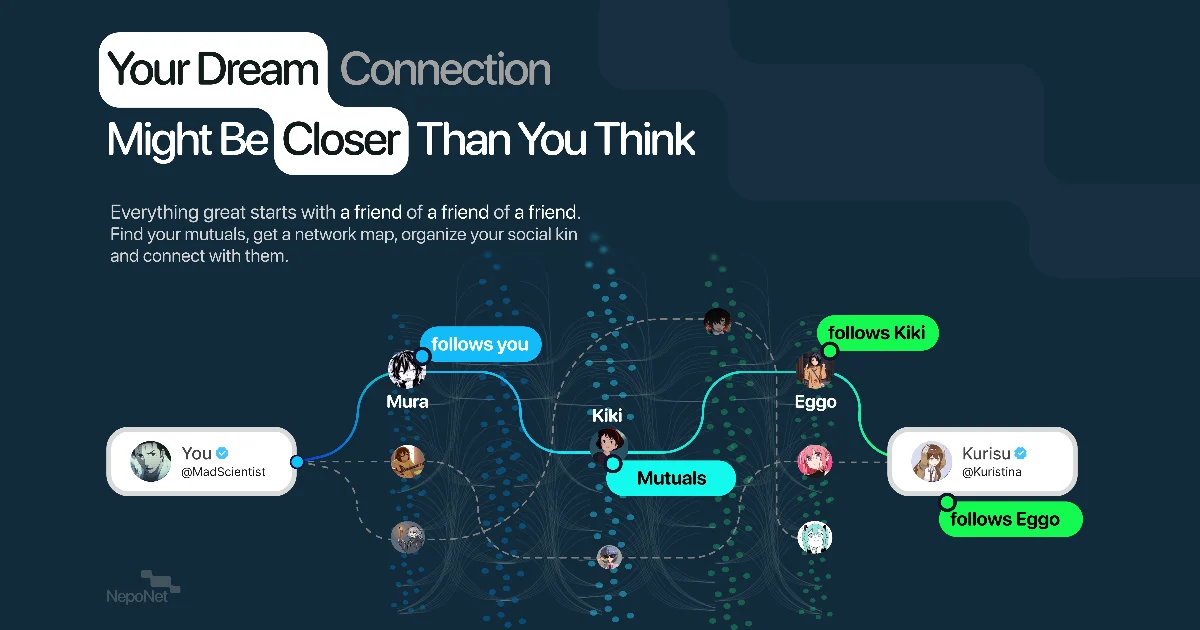 Your Dream Connection
Might Be Closer Than You Think
Everything great starts with a friend of a friend of a friend.
Find your mutuals, get a network map, organize your social kin
and connect with them.
follows you
follows Kiki
Mura
Kiki
Eggo
You
@MadScientist
Kurisu
@Kuristina
Mutuals
follows Eggo
NepoNet